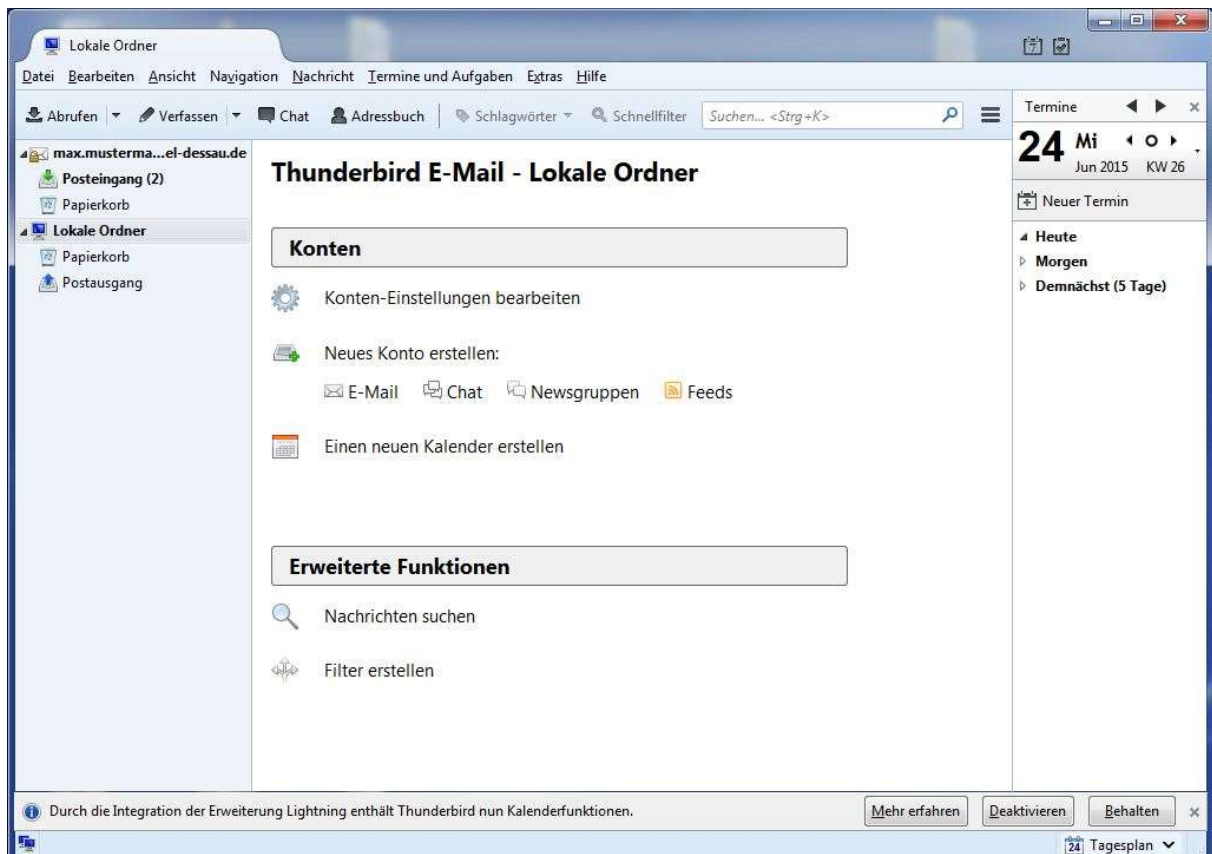 Lokale Ordner
Datei Bearbeiten Ansicht Navigation Nachricht Termine und Aufgaben Extras Hilfe
Abrufen Verfassen Chat Adressbuch Schlagwörter Schnellfilter Suchen... <Strg+K>
max.musterma...el-dessau.de
Posteingang (2)
Papierkorb
Lokale Ordner
Papierkorb
Postausgang
Thunderbird E-Mail - Lokale Ordner
Konten
Konten-Einstellungen bearbeiten
Neues Konto erstellen:
E-Mail Chat Newsgruppen Feeds
Einen neuen Kalender erstellen
Erweiterte Funktionen
Nachrichten suchen
Filter erstellen
Termine
24 Mi
Jun 2015 KW 26
Neuer Termin
Heute
Morgen
Demnächst (5 Tage)
Durch die Integration der Erweiterung Lightning enthält Thunderbird nun Kalenderfunktionen. Mehr erfahren Deaktivieren Behalten
24 Tagesplan